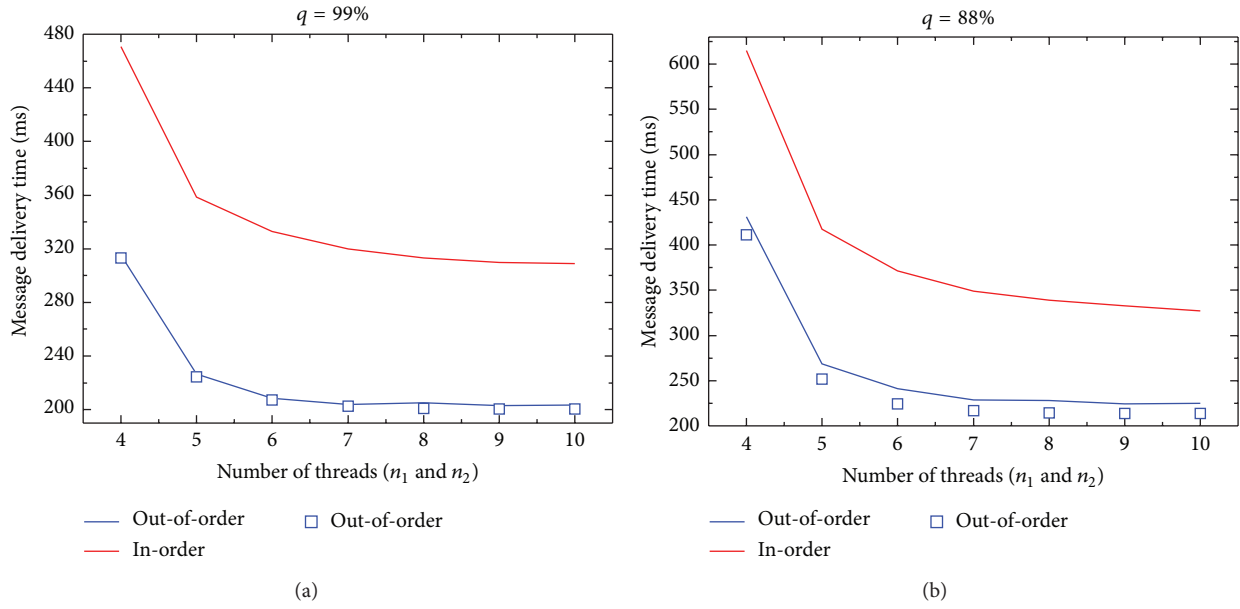 q = 99%
480
440
400
360
320
280
240
200
Message delivery time (ms)
4 5 6 7 8 9 10
Number of threads (n₁ and n₂)
Out-of-order
Out-of-order
In-order
(a)
q = 88%
600
550
500
450
400
350
300
250
200
Message delivery time (ms)
4 5 6 7 8 9 10
Number of threads (n₁ and n₂)
Out-of-order
Out-of-order
In-order
(b)